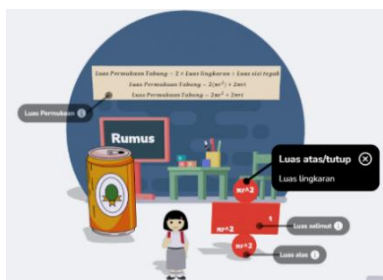 Luas Permukaan Tabung = 2 × Luas lingkaran + Luas sisi tegak
Luas Permukaan Tabung = 2(πr²) + 2πrt
Luas Permukaan Tabung = 2πr² + 2πrt
Luas Permukaan
Rumus
Luas atas/tutup
Luas lingkaran
πr^2
t
πr^2
Luas selimut
πr^2
Luas alas